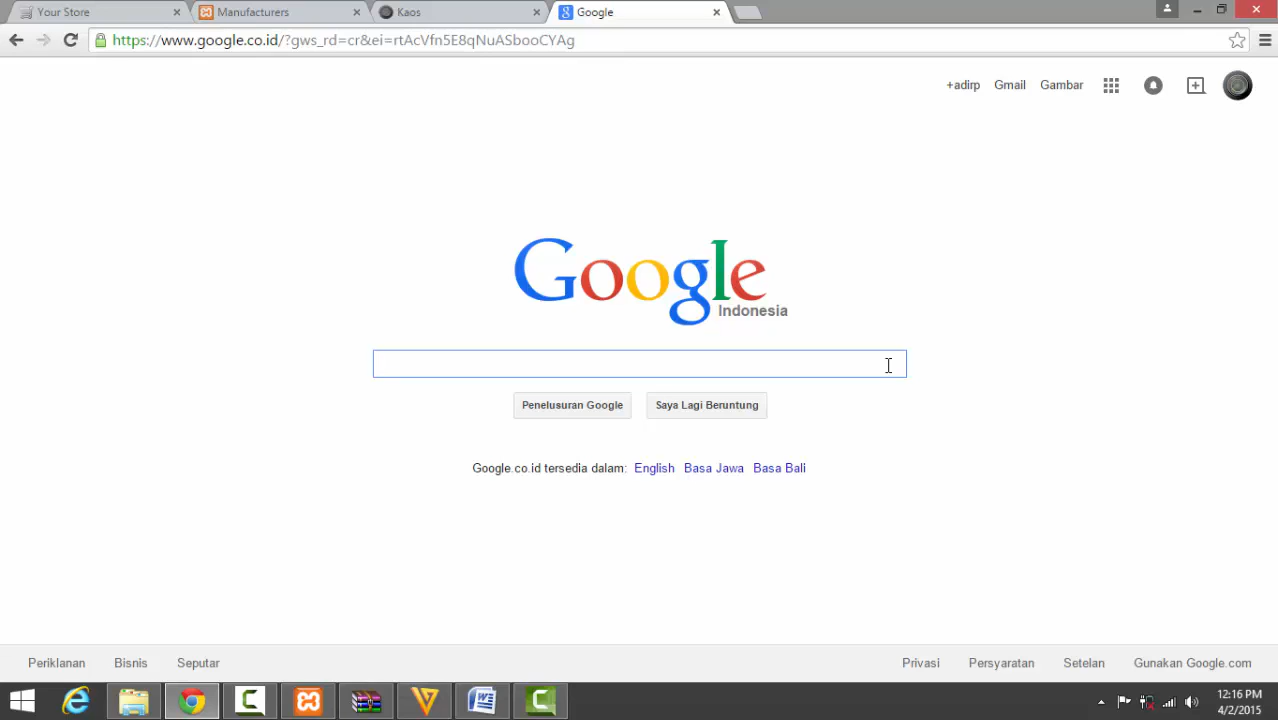 Your Store
Manufacturers
Kaos
Google
https://www.google.co.id/?gws_rd=cr&ei=rtAcVfn5E8qNuASbooCYAg
+adirp Gmail Gambar
Google
Indonesia
Penelusuran Google
Saya Lagi Beruntung
Google.co.id tersedia dalam: English Basa Jawa Basa Bali
Periklanan Bisnis Seputar
Privasi Persyaratan Setelan Gunakan Google.com
12:16 PM
4/2/2015